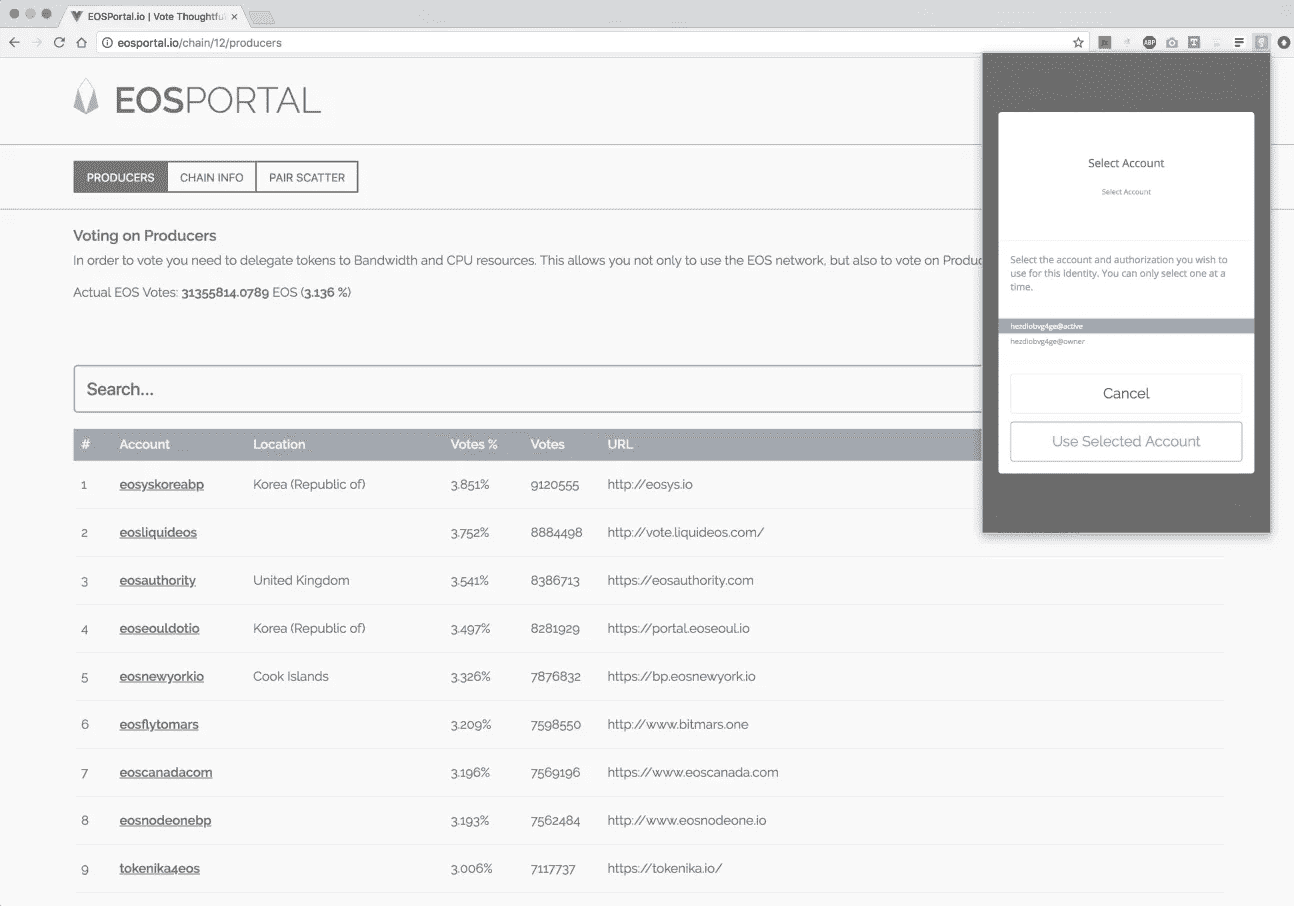 EOSPortal.io | Vote Thoughtful
eosportal.io/chain/12/producers
ABP
EOSPORTAL
PRODUCERS CHAIN INFO PAIR SCATTER
Voting on Producers
In order to vote you need to delegate tokens to Bandwidth and CPU resources. This allows you not only to use the EOS network, but also to vote on Produc
Actual EOS Votes: 31355814.0789 EOS (3.136 %)
Search...
# Account Location Votes % Votes URL
1 eosyskoreabp Korea (Republic of) 3.851% 9120555 http://eosys.io
2 eosliquideos 3.752% 8884498 http://vote.liquideos.com/
3 eosauthority United Kingdom 3.541% 8386713 https://eosauthority.com
4 eoseouldotio Korea (Republic of) 3.497% 8281929 https://portal.eoseoul.io
5 eosnewyorkio Cook Islands 3.326% 7876832 https://bp.eosnewyork.io
6 eosflytomars 3.209% 7598550 http://www.bitmars.one
7 eoscanadacom 3.196% 7569196 https://www.eoscanada.com
8 eosnodeonebp 3.193% 7562484 http://www.eosnodeone.io
9 tokenika4eos 3.006% 7117737 https://tokenika.io/
Select Account
Select Account
Select the account and authorization you wish to
use for this Identity. You can only select one at a
time.
hezdiobvg4ge@active
hezdiobvg4ge@owner
Cancel
Use Selected Account